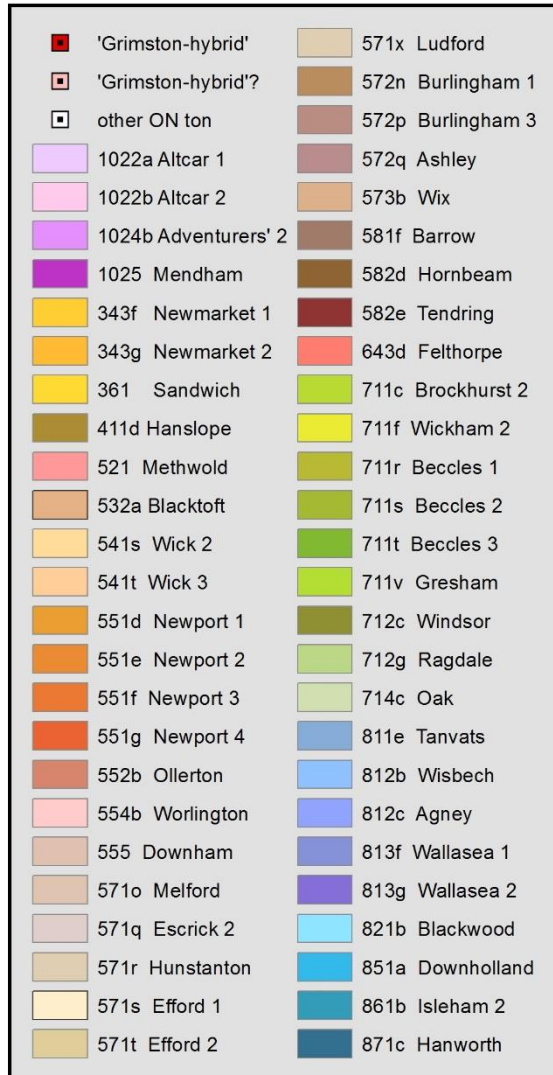 'Grimston-hybrid'
'Grimston-hybrid'?
other ON ton
1022a Altcar 1
1022b Altcar 2
1024b Adventurers' 2
1025 Mendham
343f Newmarket 1
343g Newmarket 2
361 Sandwich
411d Hanslope
521 Methwold
532a Blacktoft
541s Wick 2
541t Wick 3
551d Newport 1
551e Newport 2
551f Newport 3
551g Newport 4
552b Ollerton
554b Worlington
555 Downham
571o Melford
571q Escrick 2
571r Hunstanton
571s Efford 1
571t Efford 2
571x Ludford
572n Burlingham 1
572p Burlingham 3
572q Ashley
573b Wix
581f Barrow
582d Hornbeam
582e Tendring
643d Felthorpe
711c Brockhurst 2
711f Wickham 2
711r Beccles 1
711s Beccles 2
711t Beccles 3
711v Gresham
712c Windsor
712g Ragdale
714c Oak
811e Tanvats
812b Wisbech
812c Agney
813f Wallasea 1
813g Wallasea 2
821b Blackwood
851a Downholland
861b Isleham 2
871c Hanworth